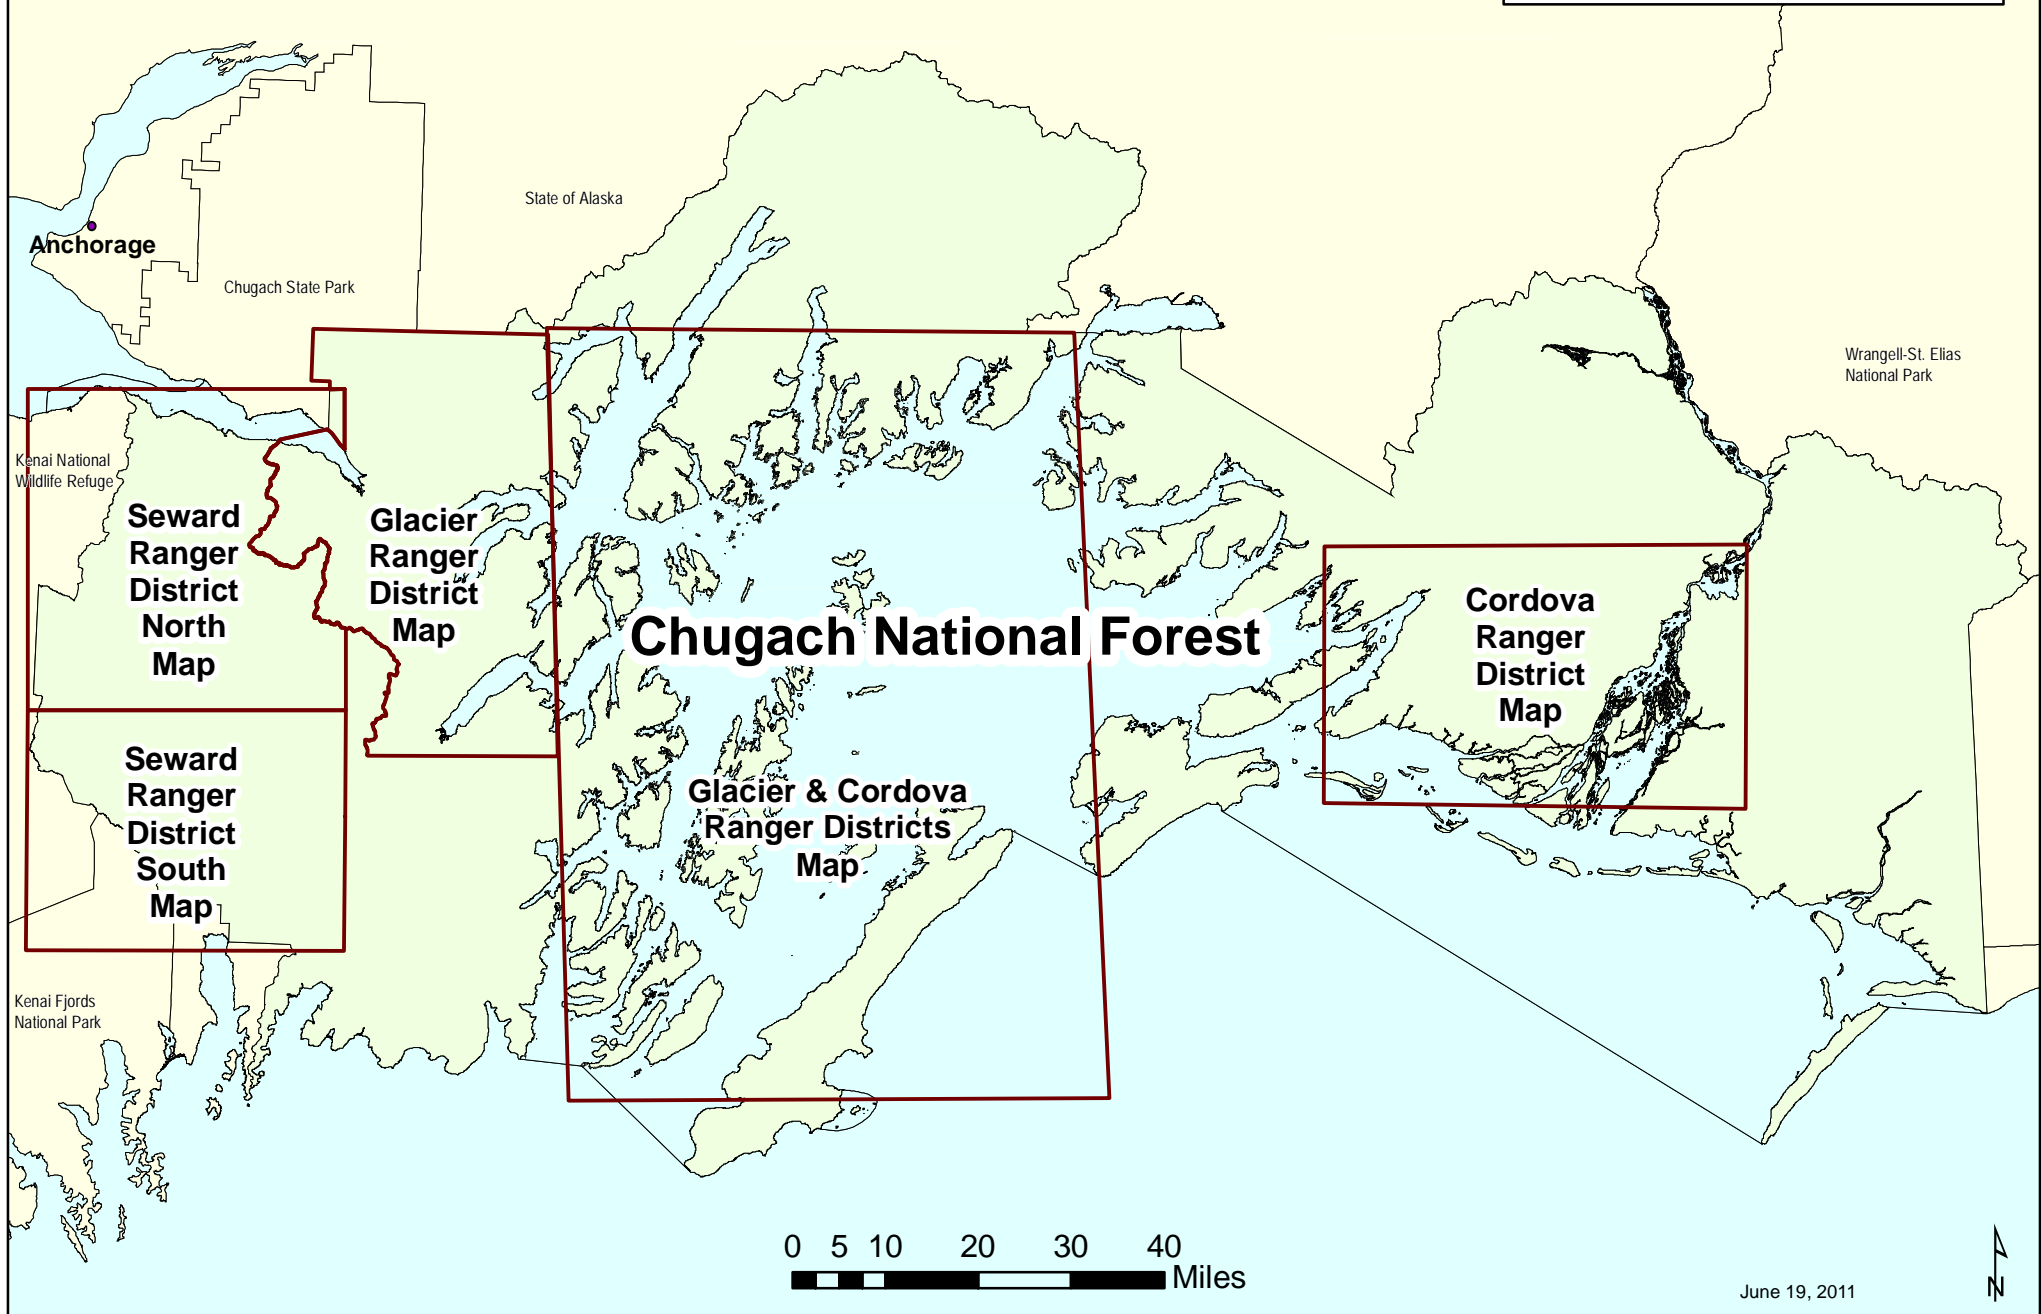 State of Alaska
Anchorage
Chugach State Park
Wrangell-St. Elias
National Park
Kenai National
Wildlife Refuge
Seward
Ranger
District
North
Map
Glacier
Ranger
District
Map
Chugach National Forest
Cordova
Ranger
District
Map
Seward
Ranger
District
South
Map
Glacier & Cordova
Ranger Districts
Map
Kenai Fjords
National Park
0 5 10 20 30 40
Miles
June 19, 2011
N